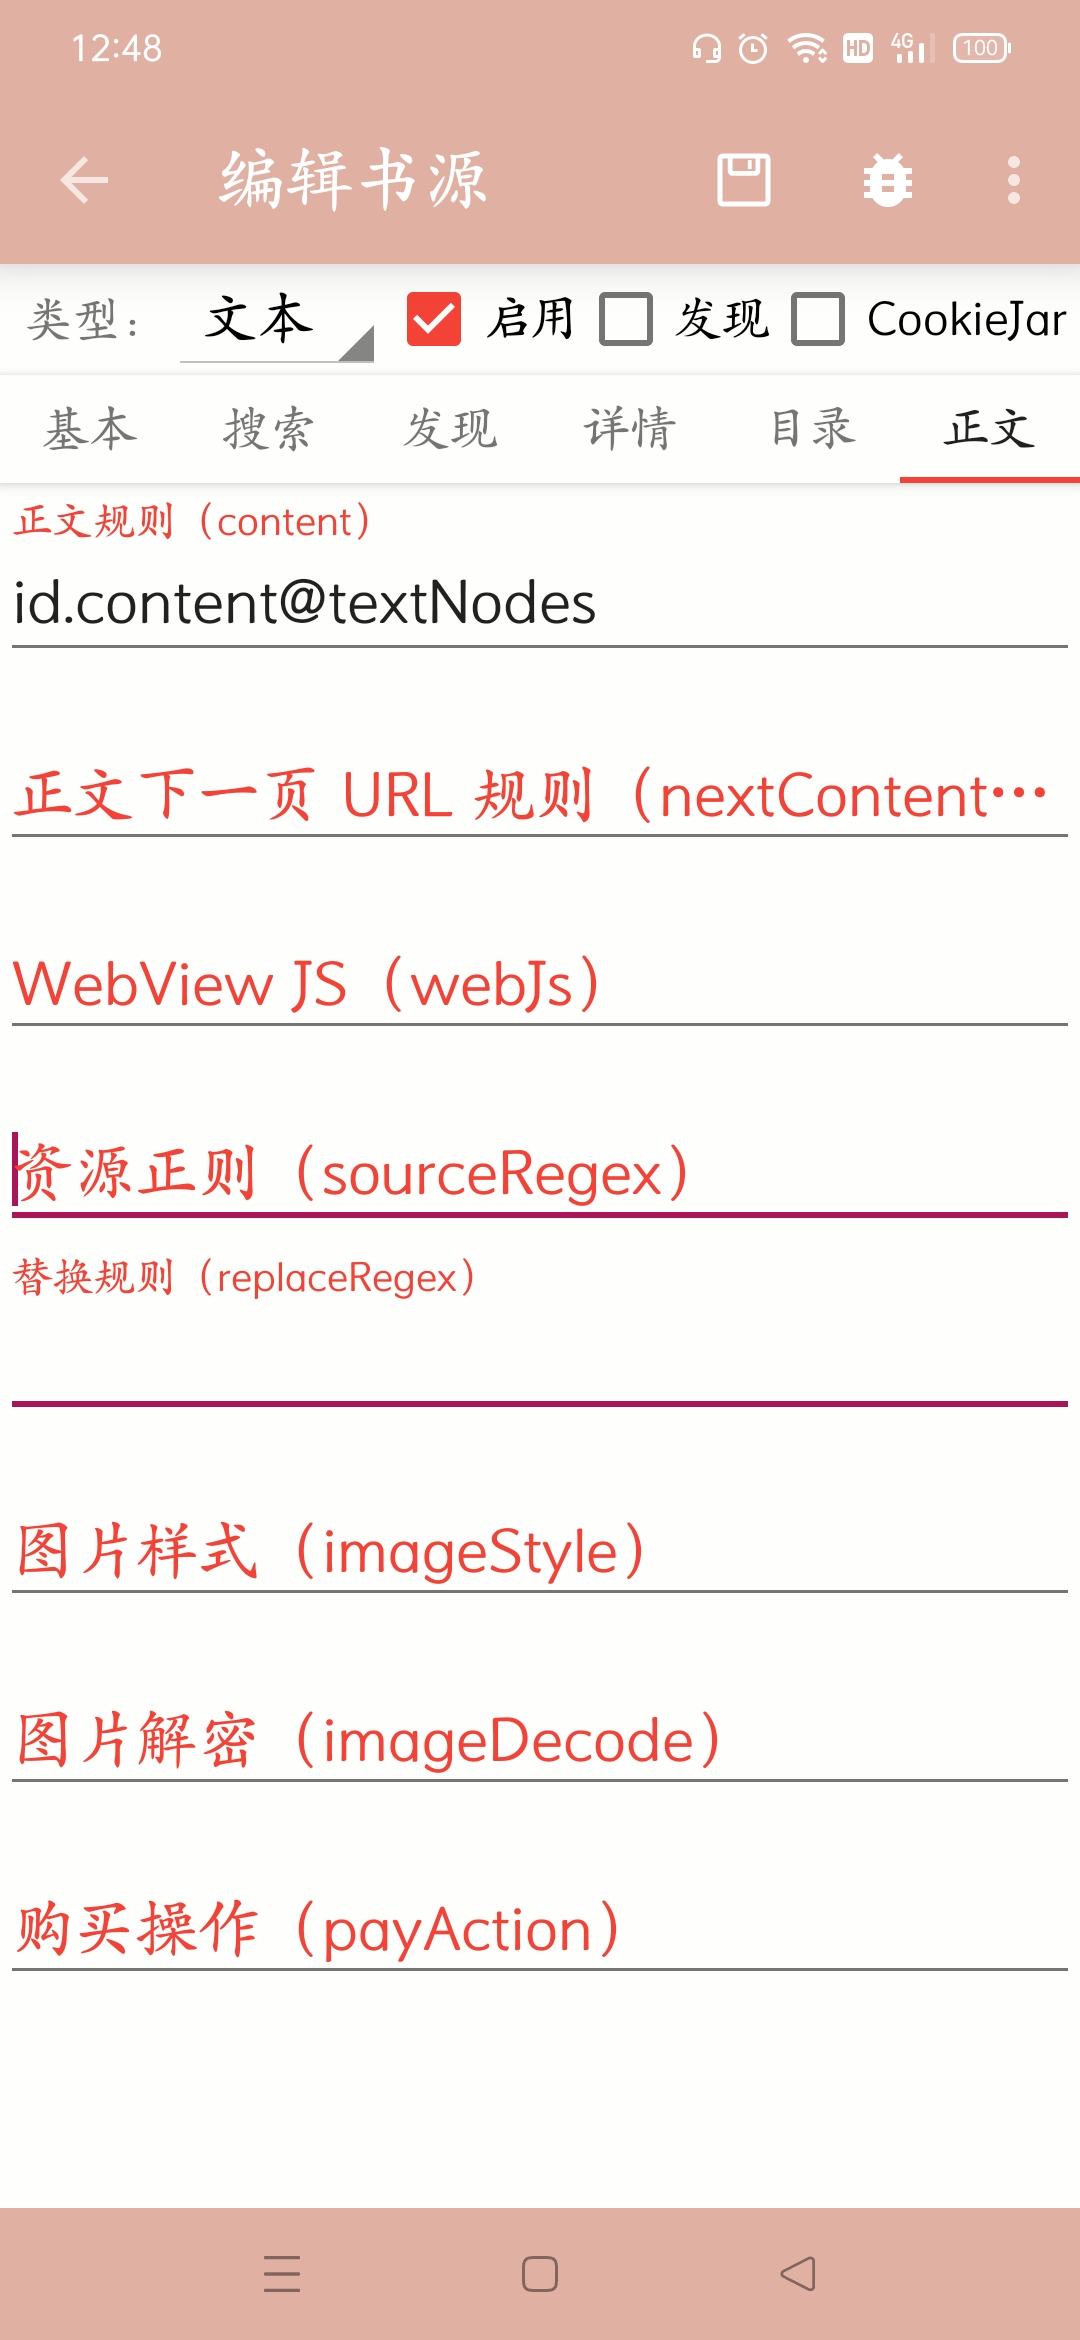 12:48
HD 4G 100
编辑书源
类型： 文本 启用 发现 CookieJar
基本 搜索 发现 详情 目录 正文
正文规则（content）
id.content@textNodes
正文下一页 URL 规则（nextContent…
WebView JS（webJs）
资源正则（sourceRegex）
替换规则（replaceRegex）
图片样式（imageStyle）
图片解密（imageDecode）
购买操作（payAction）